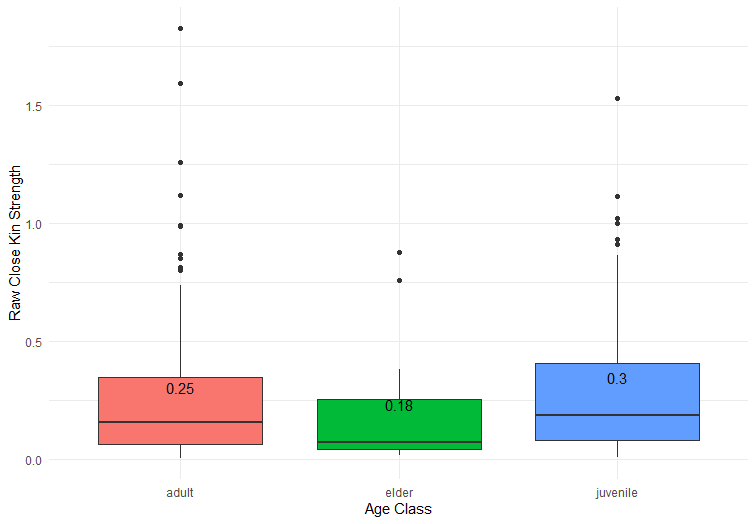 Raw Close Kin Strength
1.5
1.0
0.5
0.0
0.25
0.18
0.3
adult
elder
juvenile
Age Class